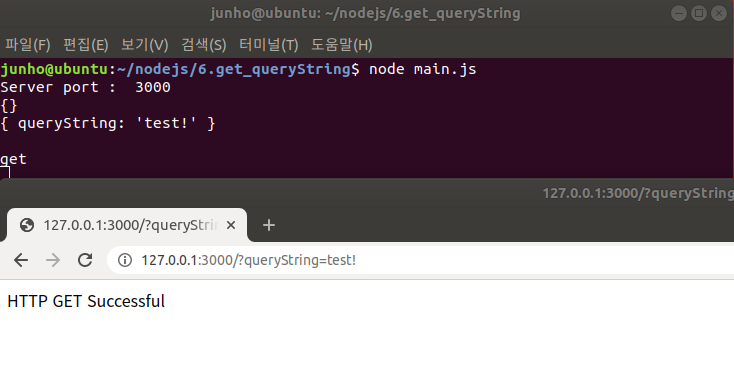 junho@ubuntu: ~/nodejs/6.get_queryString
파일(F) 편집(E) 보기(V) 검색(S) 터미널(T) 도움말(H)
junho@ubuntu:~/nodejs/6.get_queryString$ node main.js
Server port :  3000
{}
{ queryString: 'test!' }
get
127.0.0.1:3000/?queryString
127.0.0.1:3000/?queryStrin
127.0.0.1:3000/?queryString=test!
HTTP GET Successful